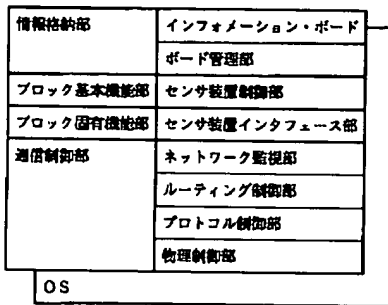 情報格納部
インフォメーション・ボード
ボード管理部
ブロック基本機能部
センサ装置制御部
ブロック固有機能部
センサ装置インタフェース部
通信制御部
ネットワーク監視部
ルーティング制御部
プロトコル制御部
物理制御部
OS